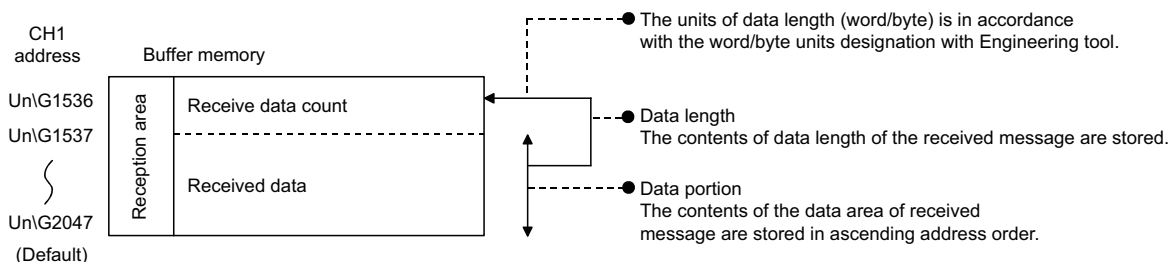 CH1
address
Buffer memory
Un\G1536
Un\G1537
Un\G2047
(Default)
Reception area
Receive data count
Received data
The units of data length (word/byte) is in accordance
with the word/byte units designation with Engineering tool.
Data length
The contents of data length of the received message are stored.
Data portion
The contents of the data area of received
message are stored in ascending address order.